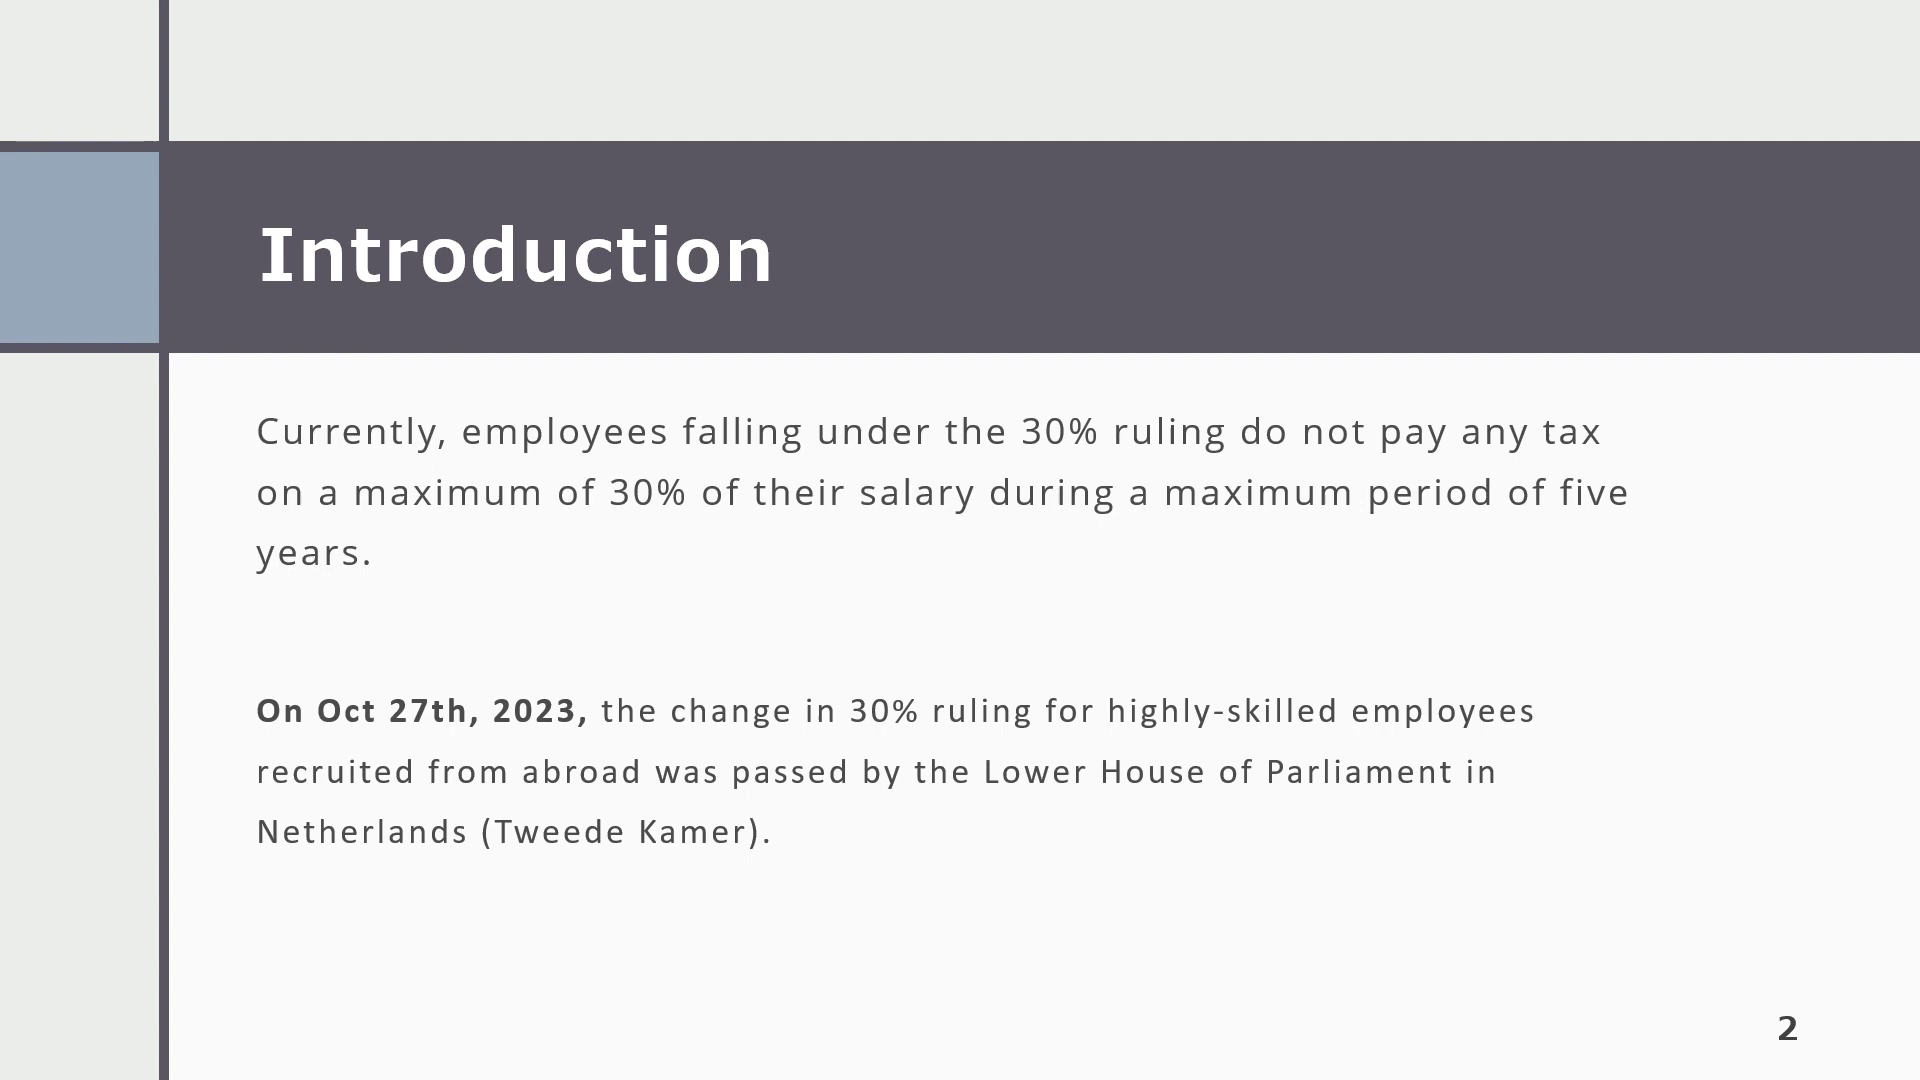 Introduction
Currently, employees falling under the 30% ruling do not pay any tax
on a maximum of 30% of their salary during a maximum period of five
years.
On Oct 27th, 2023, the change in 30% ruling for highly-skilled employees
recruited from abroad was passed by the Lower House of Parliament in
Netherlands (Tweede Kamer).
2